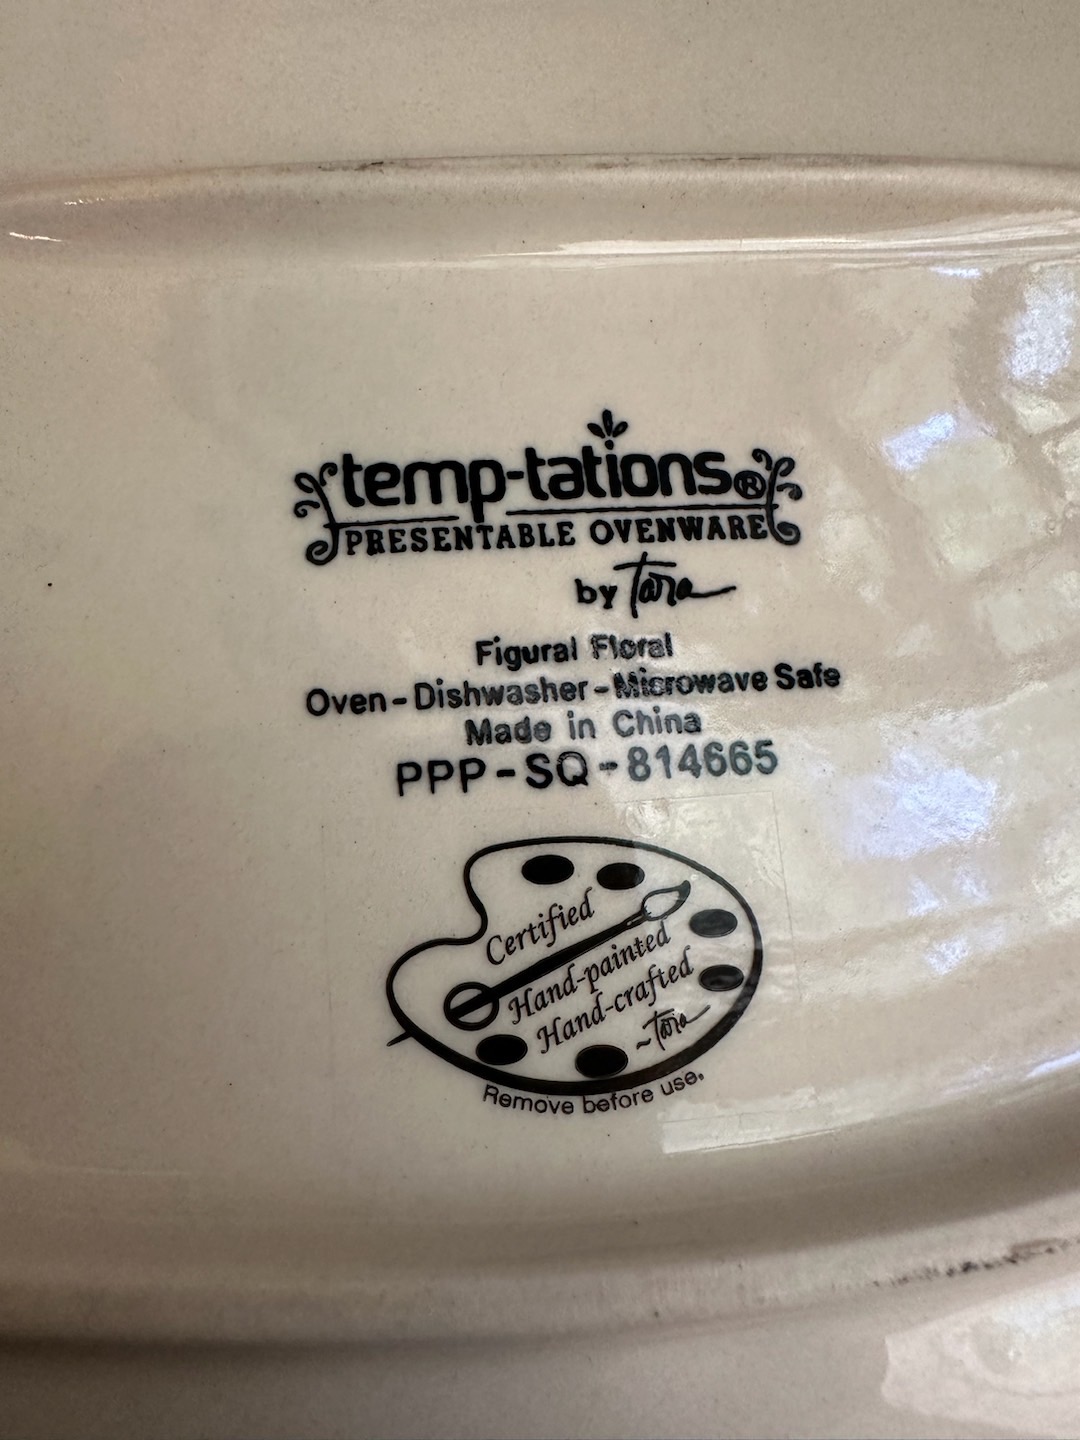 temp-tations®
PRESENTABLE OVENWARE
by Tara
Figural Floral
Oven-Dishwasher-Microwave Safe
Made in China
PPP-SQ-814665
Certified
Hand-painted
Hand-crafted
~Tara
Remove before use.